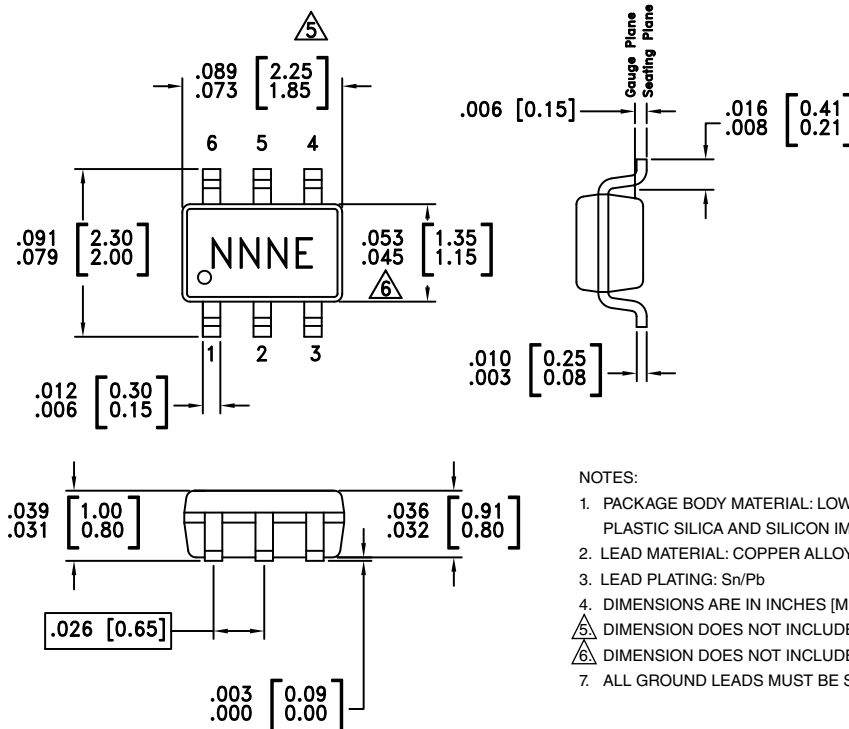 5
.089 [2.25]
.073 [1.85]
6 5 4
.091 [2.30]
.079 [2.00]
NNNE
.053 [1.35]
.045 [1.15]
6
1 2 3
.012 [0.30]
.006 [0.15]
Gauge Plane
Seating Plane
.006 [0.15]
.016 [0.41]
.008 [0.21]
.010 [0.25]
.003 [0.08]
.039 [1.00]
.031 [0.80]
.036 [0.91]
.032 [0.80]
.026 [0.65]
.003 [0.09]
.000 [0.00]
NOTES:
1. PACKAGE BODY MATERIAL: LOW
PLASTIC SILICA AND SILICON IM
2. LEAD MATERIAL: COPPER ALLOY
3. LEAD PLATING: Sn/Pb
4. DIMENSIONS ARE IN INCHES [M
5. DIMENSION DOES NOT INCLUDE
6. DIMENSION DOES NOT INCLUDE
7. ALL GROUND LEADS MUST BE S